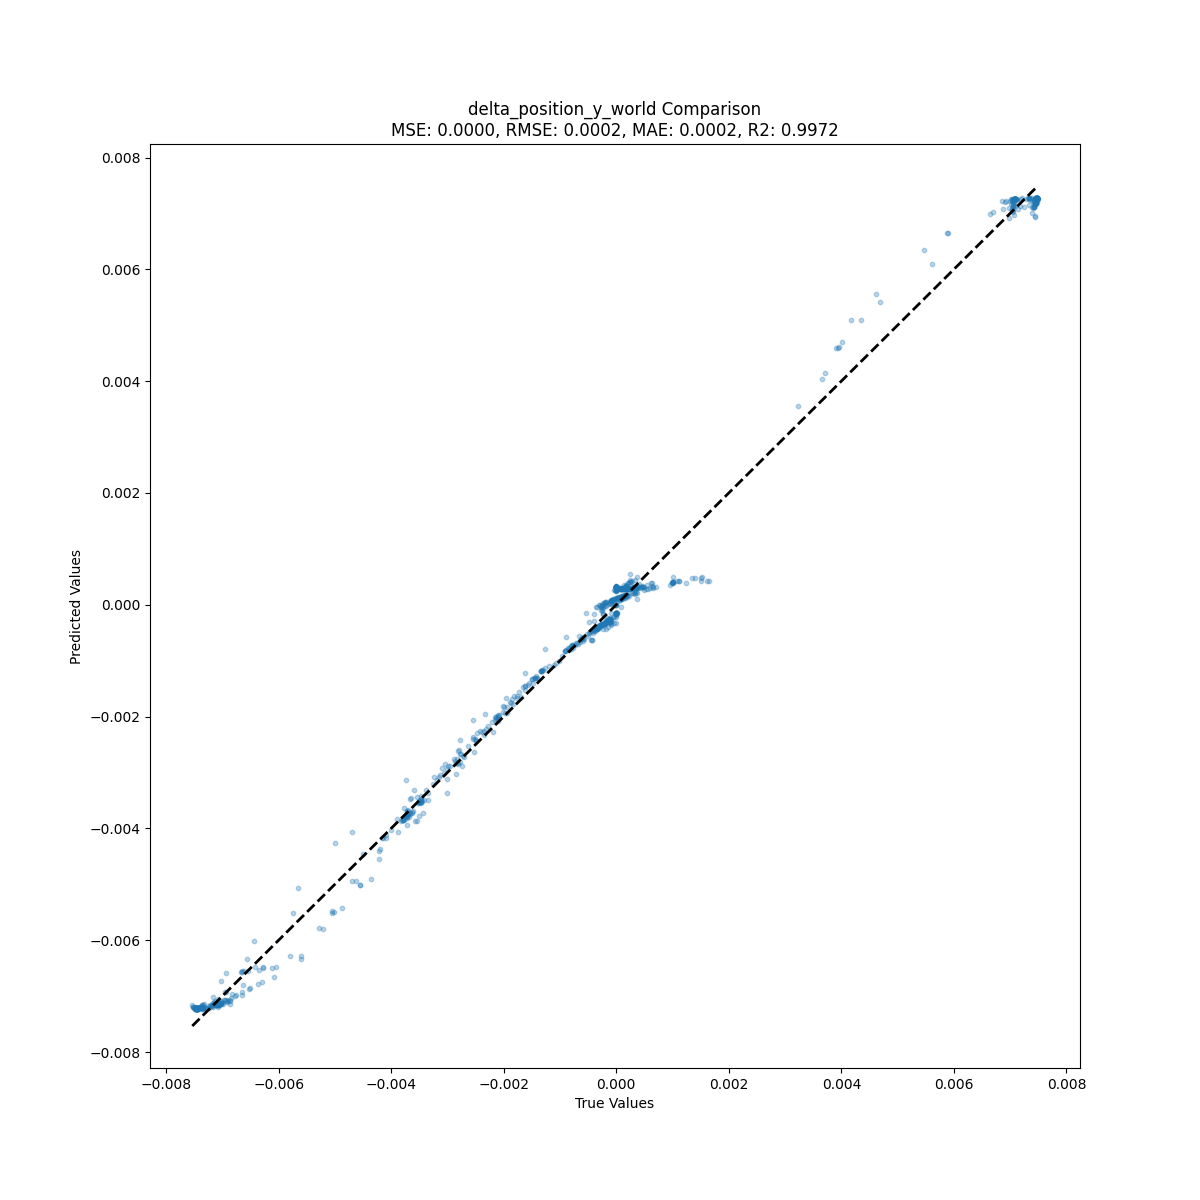 delta_position_y_world Comparison
MSE: 0.0000, RMSE: 0.0002, MAE: 0.0002, R2: 0.9972
0.008
0.006
0.004
0.002
0.000
−0.002
−0.004
−0.006
−0.008
Predicted Values
−0.008 −0.006 −0.004 −0.002 0.000 0.002 0.004 0.006 0.008
True Values